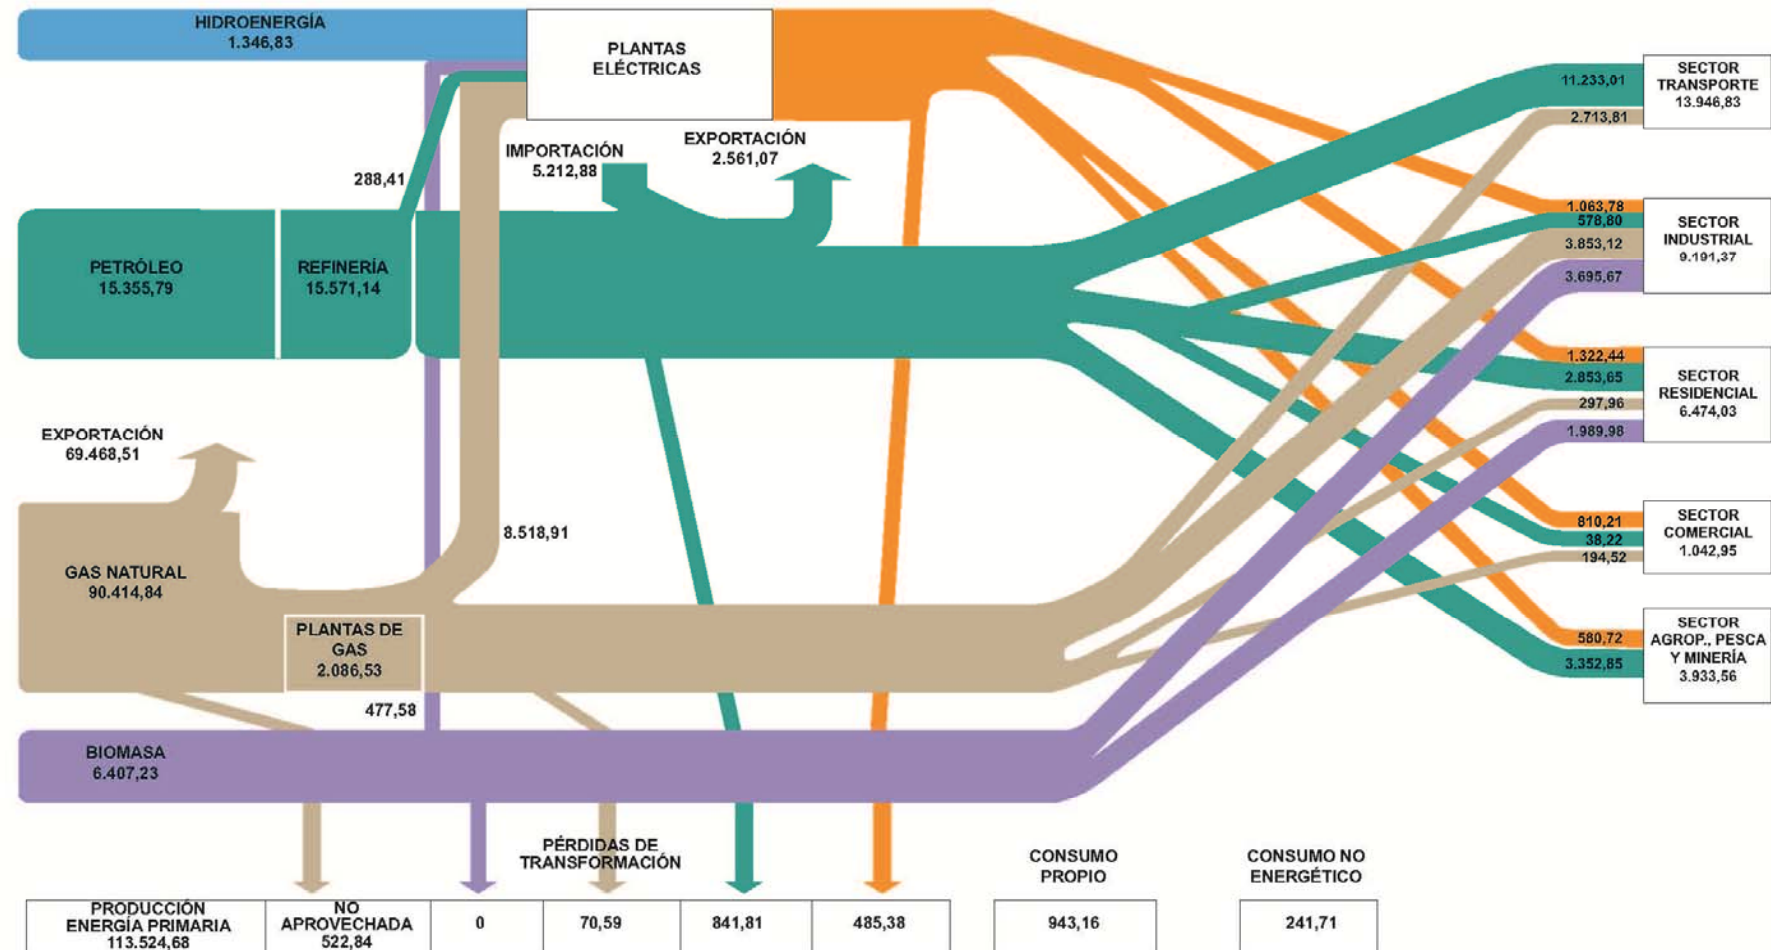 HIDROENERGÍA
1.346,83
PLANTAS
ELÉCTRICAS
IMPORTACIÓN
5.212,88
EXPORTACIÓN
2.561,07
288,41
PETRÓLEO
15.355,79
REFINERÍA
15.571,14
EXPORTACIÓN
69.468,51
8.518,91
GAS NATURAL
90.414,84
PLANTAS DE
GAS
2.086,53
477,58
BIOMASA
6.407,23
11.233,01
2.713,81
SECTOR
TRANSPORTE
13.946,83
1.063,78
578,80
3.853,12
3.695,67
SECTOR
INDUSTRIAL
9.191,37
1.322,44
2.853,65
297,96
1.989,98
SECTOR
RESIDENCIAL
6.474,03
810,21
38,22
194,52
SECTOR
COMERCIAL
1.042,95
580,72
3.352,85
SECTOR
AGROP., PESCA
Y MINERÍA
3.933,56
PÉRDIDAS DE
TRANSFORMACIÓN
CONSUMO
PROPIO
CONSUMO NO
ENERGÉTICO
PRODUCCIÓN
ENERGÍA PRIMARIA
113.524,68
NO
APROVECHADA
522,84
0
70,59
841,81
485,38
943,16
241,71